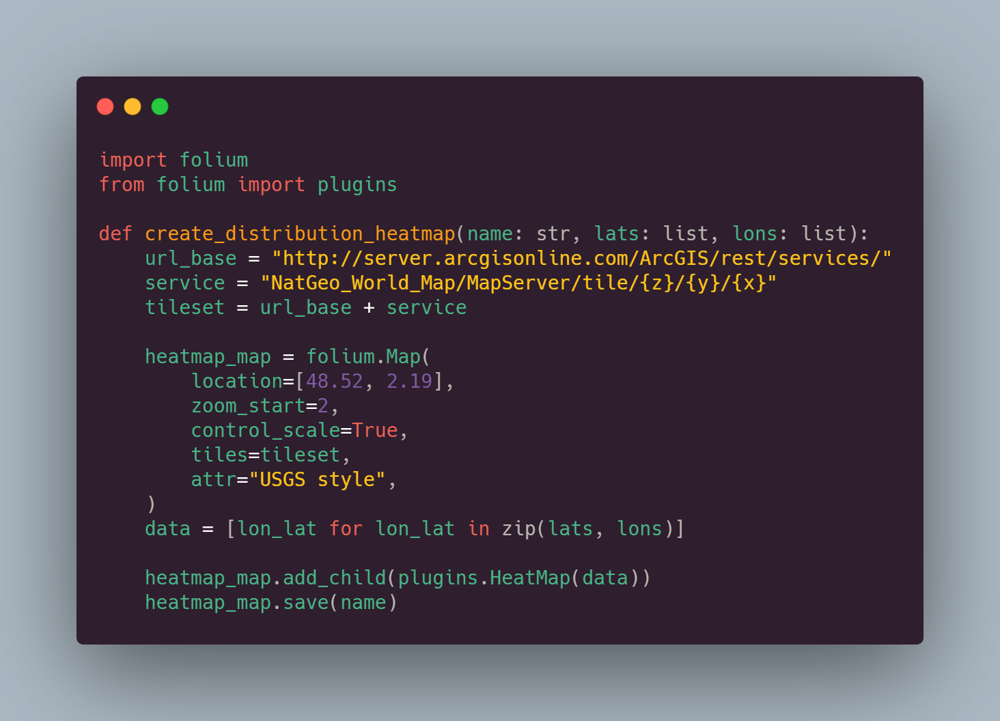 import folium
from folium import plugins

def create_distribution_heatmap(name: str, lats: list, lons: list):
    url_base = "http://server.arcgisonline.com/ArcGIS/rest/services/"
    service = "NatGeo_World_Map/MapServer/tile/{z}/{y}/{x}"
    tileset = url_base + service

    heatmap_map = folium.Map(
        location=[48.52, 2.19],
        zoom_start=2,
        control_scale=True,
        tiles=tileset,
        attr="USGS style",
    )
    data = [lon_lat for lon_lat in zip(lats, lons)]

    heatmap_map.add_child(plugins.HeatMap(data))
    heatmap_map.save(name)